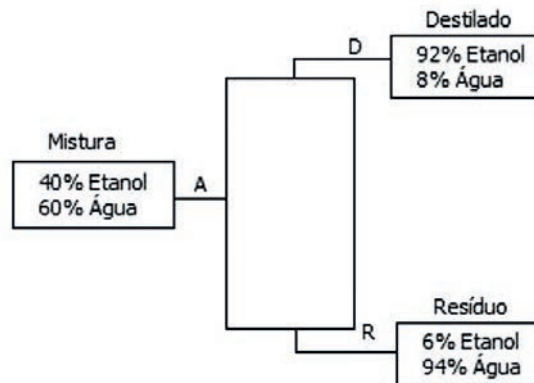 Destilado
D
92% Etanol
8% Água
Mistura
A
40% Etanol
60% Água
Resíduo
R
6% Etanol
94% Água